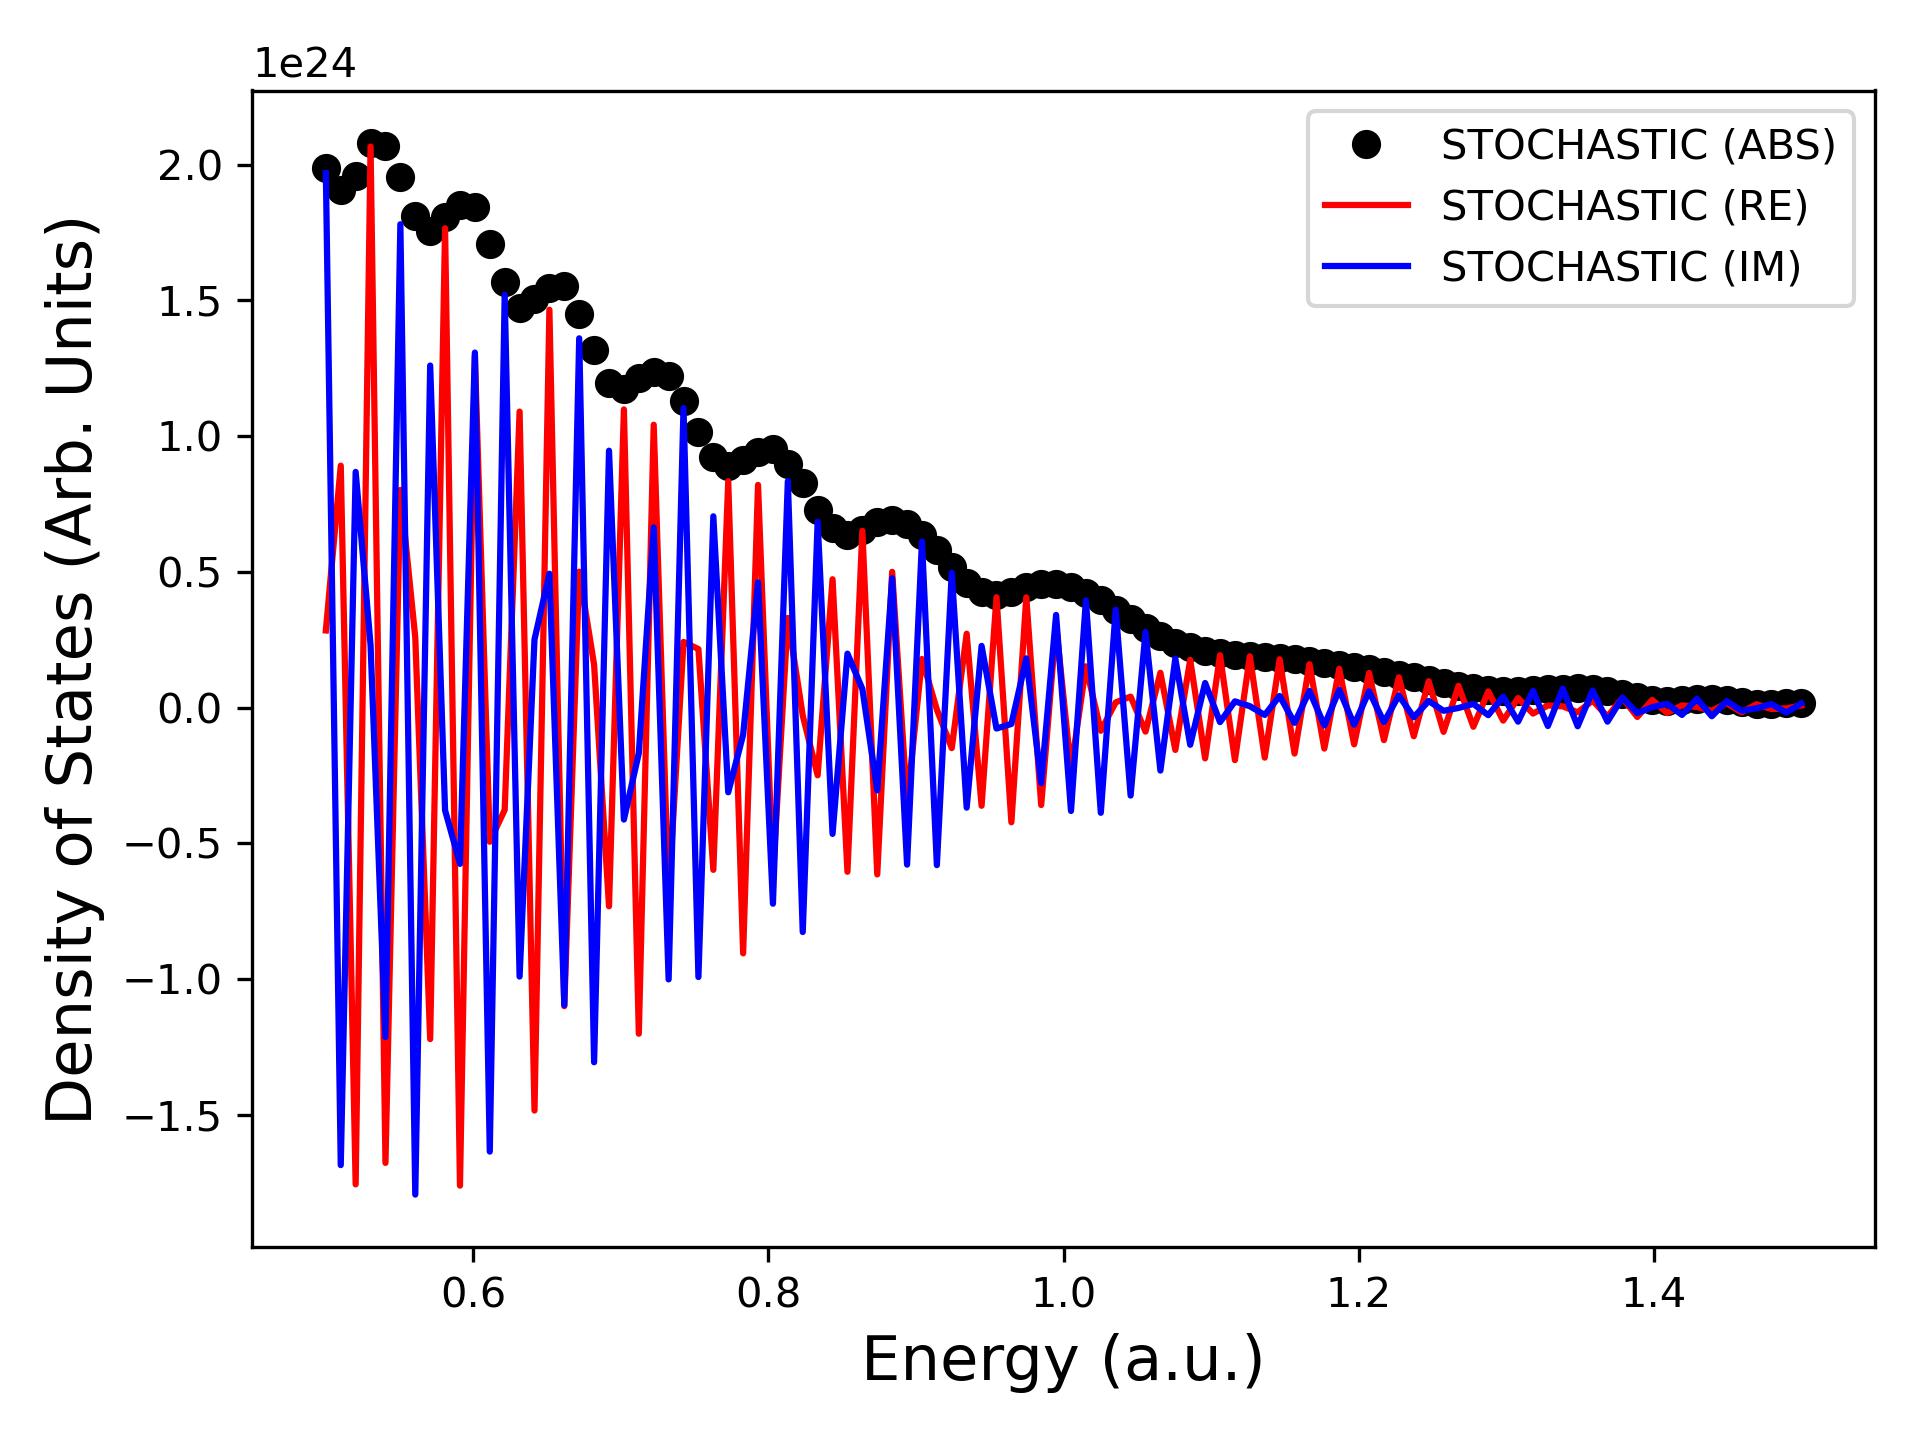 1e24
2.0
1.5
1.0
0.5
0.0
−0.5
−1.0
−1.5
Density of States (Arb. Units)
STOCHASTIC (ABS)
STOCHASTIC (RE)
STOCHASTIC (IM)
0.6 0.8 1.0 1.2 1.4
Energy (a.u.)